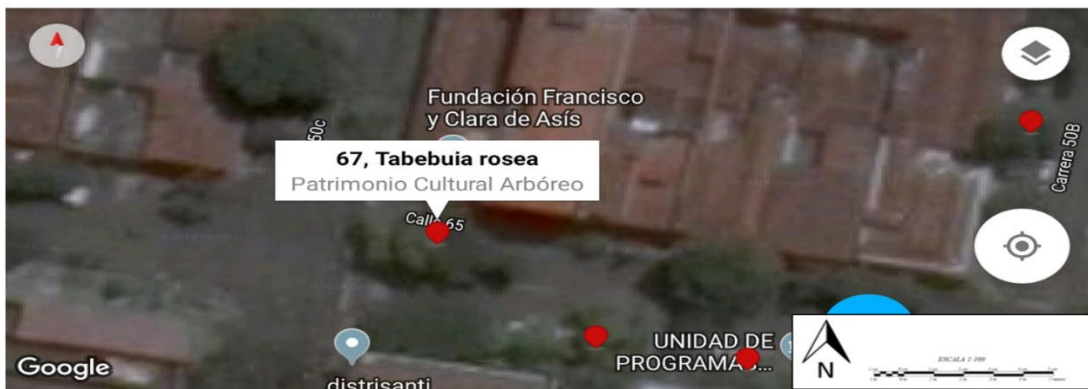 Fundación Francisco
y Clara de Asís
50c
67, Tabebuia rosea
Patrimonio Cultural Arbóreo
Carrera 50B
Calle 65
UNIDAD DE
PROGRAMAS...
distrisanti
Google
N
ESCALA 1-100